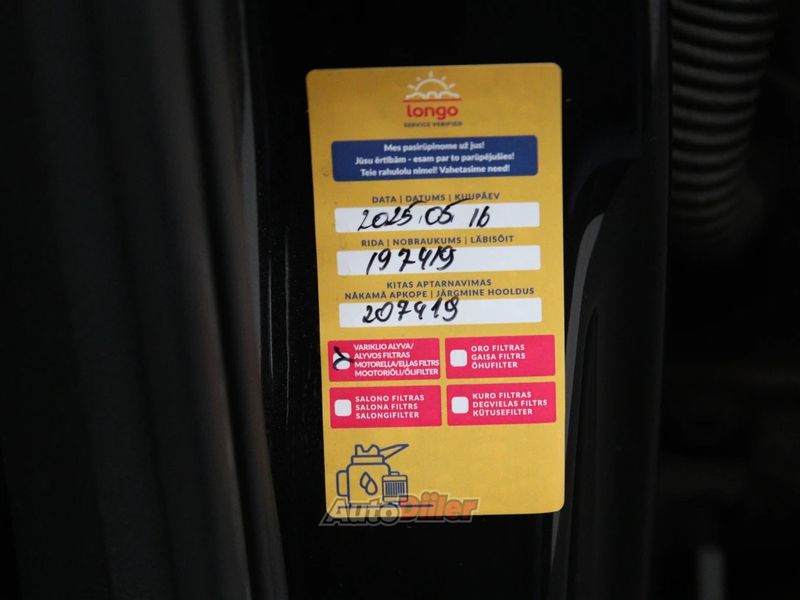 longo
SERVICE VERIFIED
Mes pasirūpinome už jus!
Jūsu ērtībām - esam par to parūpējušies!
Teie rahulolu nimel! Vahetasime need!
DATA | DATUMS | KUUPÄEV
2025.05 16
RIDA | NOBRAUKUMS | LÄBISÕIT
197419
KITAS APTARNAVIMAS
NĀKAMĀ APKOPE | JÄRGMINE HOOLDUS
207419
VARIKLIO ALYVA/
ALYVOS FILTRAS
MOTOREĻĻA/EĻĻAS FILTRS
MOOTORIÕLI/ÕLIFILTER
ORO FILTRAS
GAISA FILTRS
ÕHUFILTER
SALONO FILTRAS
SALONA FILTRS
SALONGIFILTER
KURO FILTRAS
DEGVIELAS FILTRS
KÜTUSEFILTER
AutoDiiler